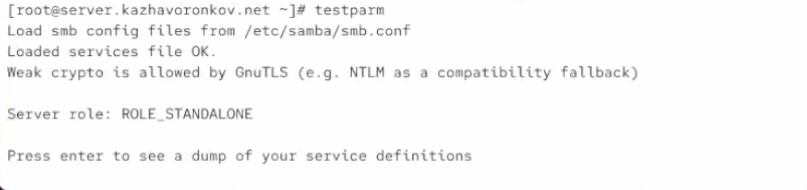 [root@server.kazhavoronkov.net ~]# testparm
Load smb config files from /etc/samba/smb.conf
Loaded services file OK.
Weak crypto is allowed by GnuTLS (e.g. NTLM as a compatibility fallback)
Server role: ROLE_STANDALONE
Press enter to see a dump of your service definitions